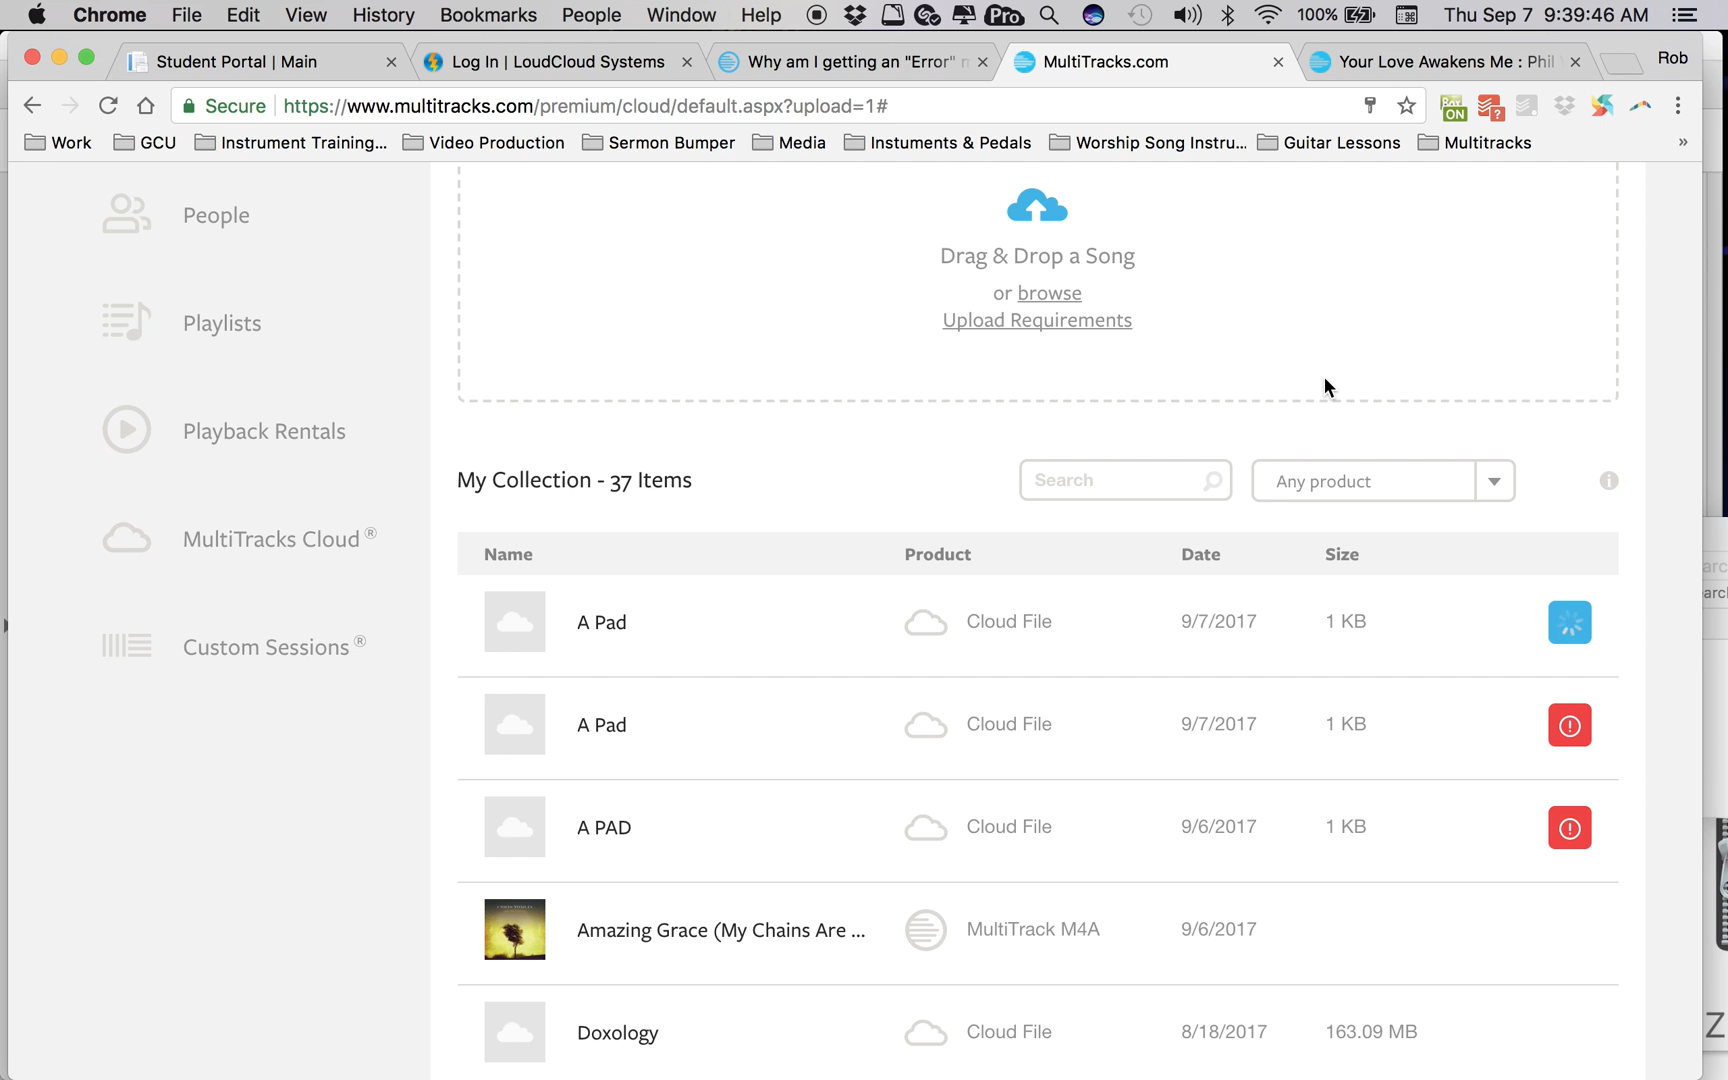 Chrome File Edit View History Bookmarks People Window Help Pro 100% Thu Sep 7 9:39:46 AM
Student Portal | Main Log In | LoudCloud Systems Why am I getting an "Error" MultiTracks.com Your Love Awakens Me : Phil Rob
Secure https://www.multitracks.com/premium/cloud/default.aspx?upload=1# ON ?
Work GCU Instrument Training... Video Production Sermon Bumper Media Instuments & Pedals Worship Song Instru... Guitar Lessons Multitracks »
People
Playlists
Playback Rentals
MultiTracks Cloud ®
Custom Sessions ®
Drag & Drop a Song
or browse
Upload Requirements
My Collection - 37 Items Search Any product
Name Product Date Size
A Pad Cloud File 9/7/2017 1 KB
A Pad Cloud File 9/7/2017 1 KB
A PAD Cloud File 9/6/2017 1 KB
Amazing Grace (My Chains Are ... MultiTrack M4A 9/6/2017
Doxology Cloud File 8/18/2017 163.09 MB
Z